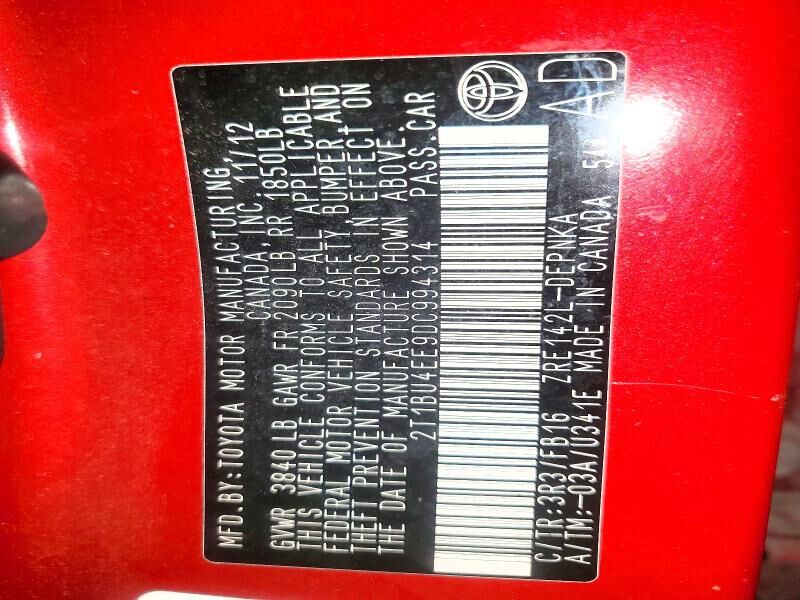 MFD.BY:TOYOTA MOTOR MANUFACTURING,
CANADA, INC. 11/12
GVWR 3840 LB GAWR FR 2090LB RR 1850LB
THIS VEHICLE CONFORMS TO ALL APPLICABLE
FEDERAL MOTOR VEHICLE SAFETY, BUMPER, AND
THEFT PREVENTION STANDARDS IN EFFECT ON
THE DATE OF MANUFACTURE SHOWN ABOVE.
2T1BU4EE9DC994314 PASS.CAR
C/TR:3R3/FB16 ZRE142L-DEPNKA
A/TM:-03A/U341E MADE IN CANADA
AD